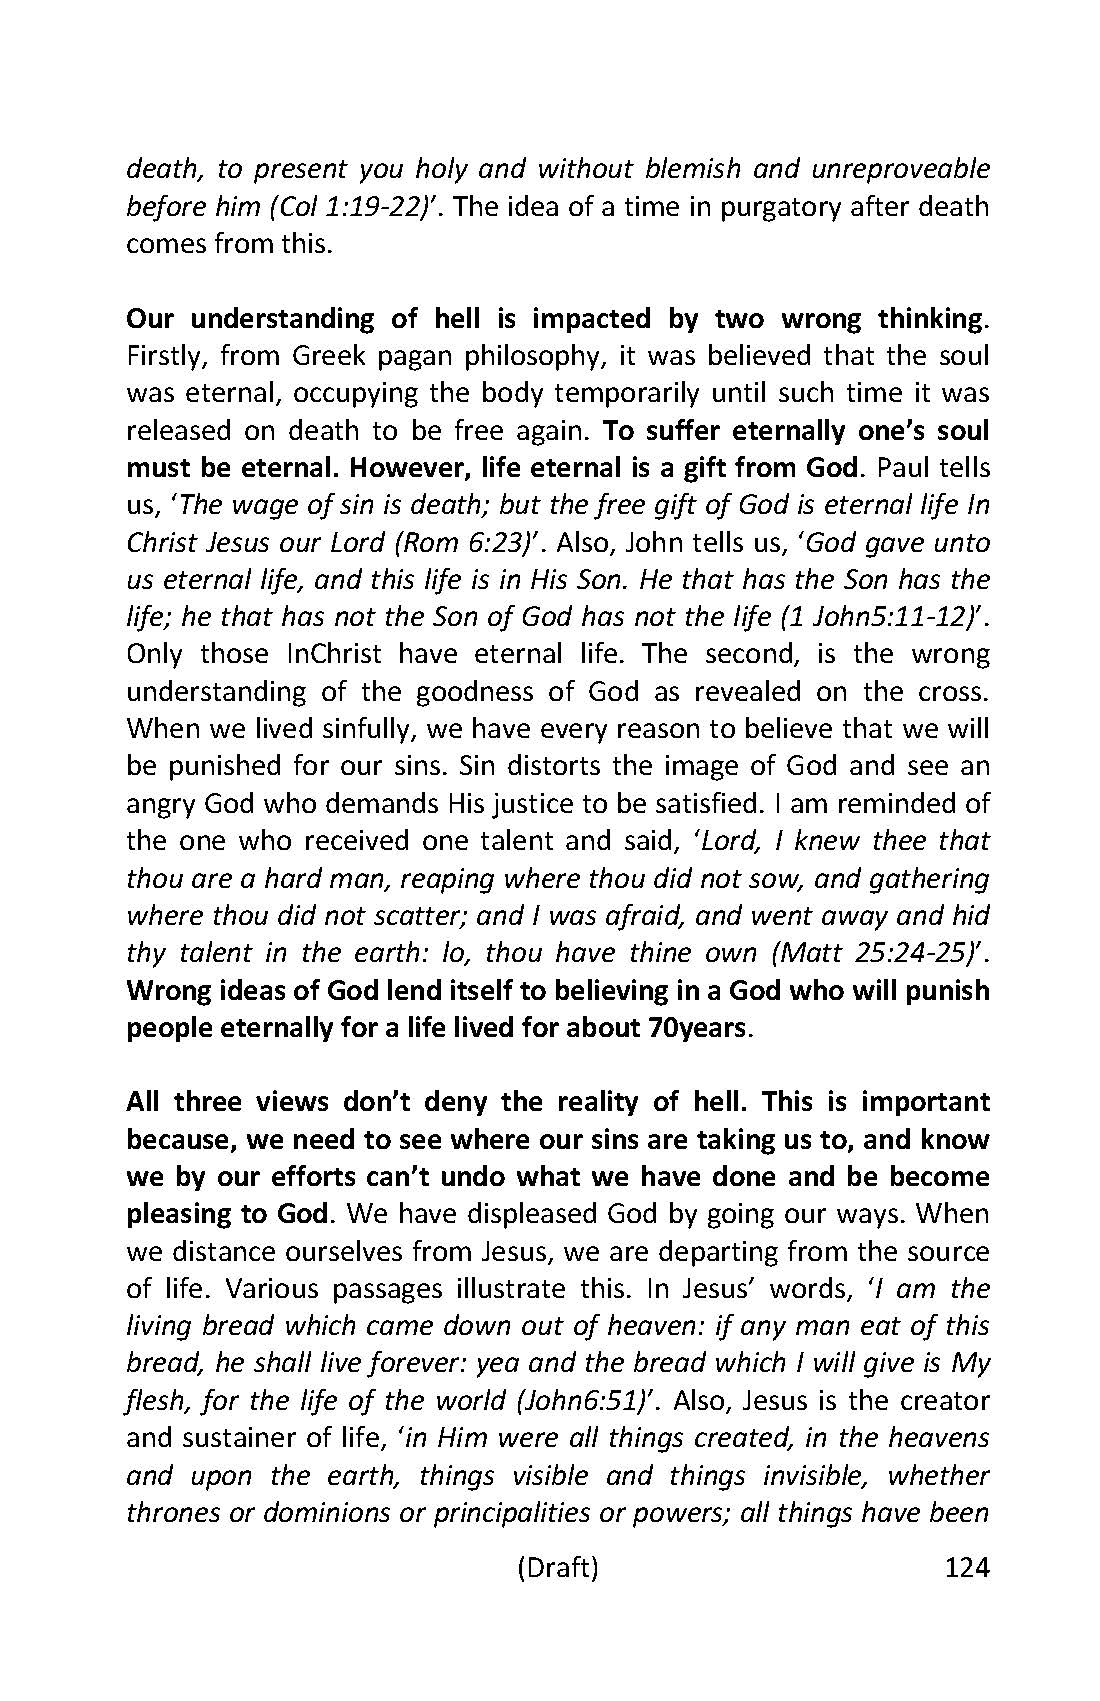 death, to present you holy and without blemish and unreproveable
before him (Col 1:19-22)’. The idea of a time in purgatory after death
comes from this.
Our understanding of hell is impacted by two wrong thinking.
Firstly, from Greek pagan philosophy, it was believed that the soul
was eternal, occupying the body temporarily until such time it was
released on death to be free again. To suffer eternally one’s soul
must be eternal. However, life eternal is a gift from God. Paul tells
us, ‘The wage of sin is death; but the free gift of God is eternal life In
Christ Jesus our Lord (Rom 6:23)’. Also, John tells us, ‘God gave unto
us eternal life, and this life is in His Son. He that has the Son has the
life; he that has not the Son of God has not the life (1 John5:11-12)’.
Only those InChrist have eternal life. The second, is the wrong
understanding of the goodness of God as revealed on the cross.
When we lived sinfully, we have every reason to believe that we will
be punished for our sins. Sin distorts the image of God and see an
angry God who demands His justice to be satisfied. I am reminded of
the one who received one talent and said, ‘Lord, I knew thee that
thou are a hard man, reaping where thou did not sow, and gathering
where thou did not scatter; and I was afraid, and went away and hid
thy talent in the earth: lo, thou have thine own (Matt 25:24-25)’.
Wrong ideas of God lend itself to believing in a God who will punish
people eternally for a life lived for about 70years.
All three views don’t deny the reality of hell. This is important
because, we need to see where our sins are taking us to, and know
we by our efforts can’t undo what we have done and be become
pleasing to God. We have displeased God by going our ways. When
we distance ourselves from Jesus, we are departing from the source
of life. Various passages illustrate this. In Jesus’ words, ‘I am the
living bread which came down out of heaven: if any man eat of this
bread, he shall live forever: yea and the bread which I will give is My
flesh, for the life of the world (John6:51)’. Also, Jesus is the creator
and sustainer of life, ‘in Him were all things created, in the heavens
and upon the earth, things visible and things invisible, whether
thrones or dominions or principalities or powers; all things have been
(Draft) 124